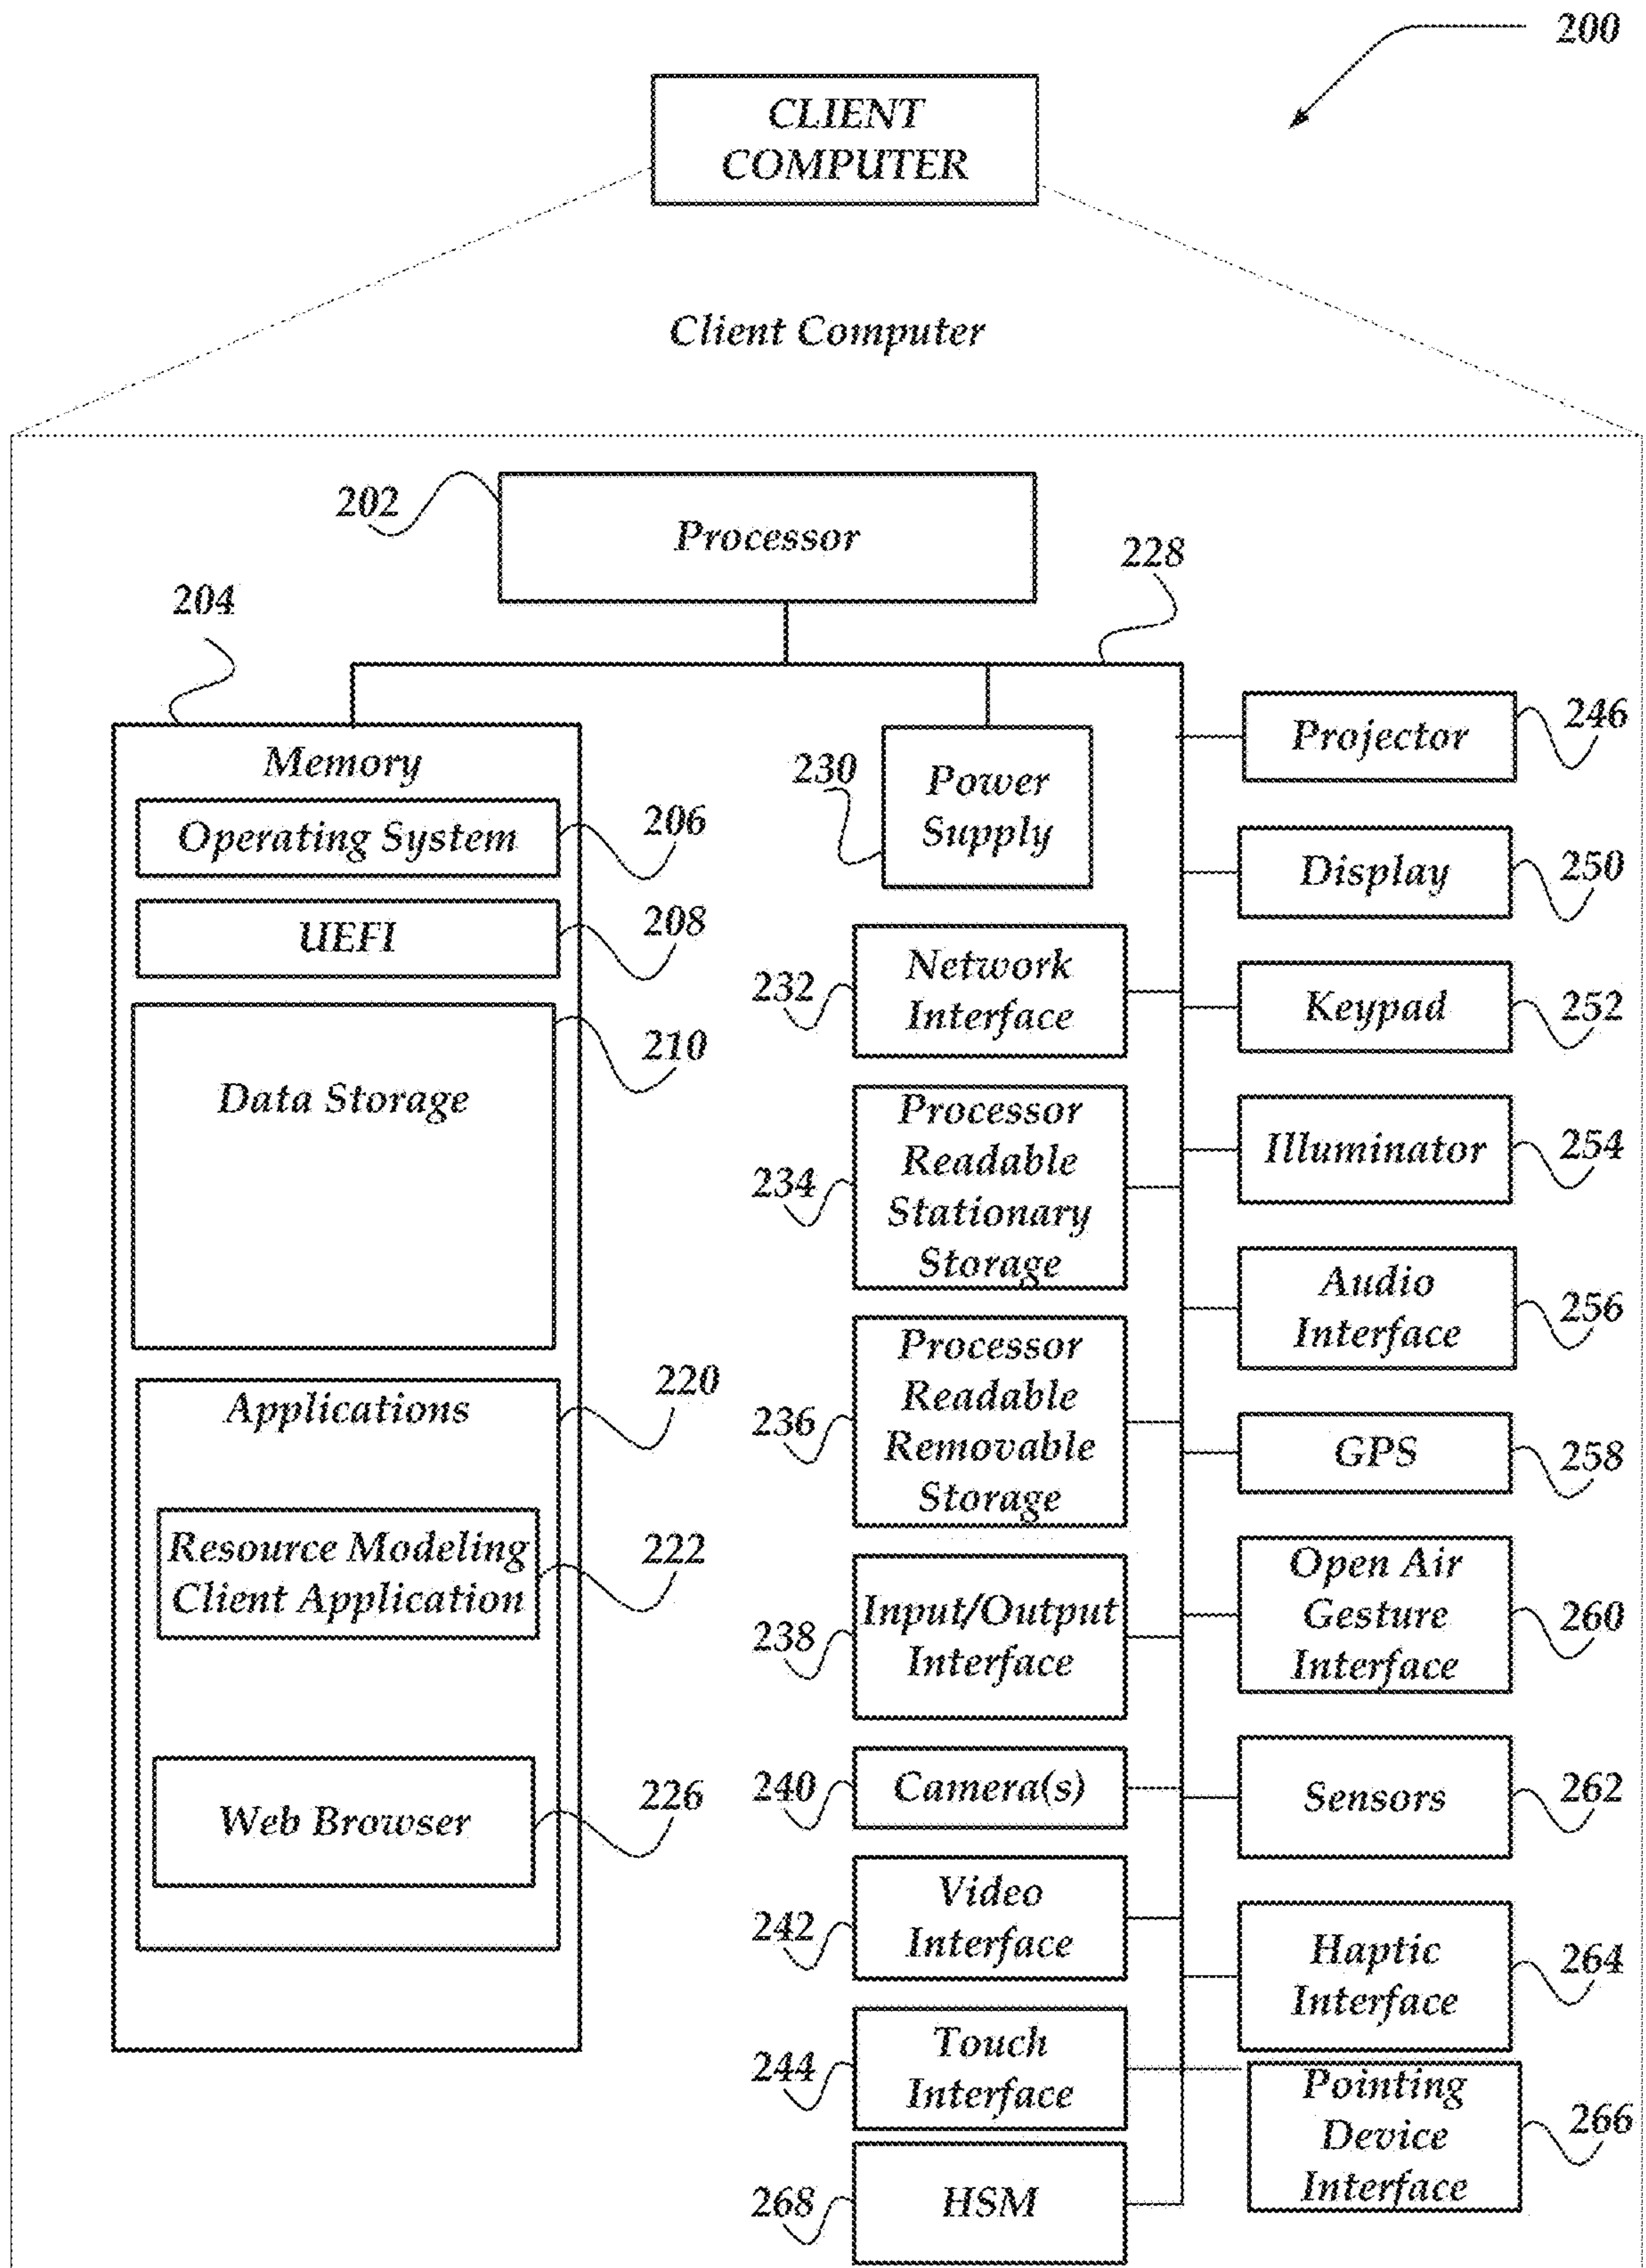 200
CLIENT
COMPUTER
Client Computer
202
Processor
228
204
Memory
Operating System
206
UEFI
208
210
Data Storage
Applications
220
Resource Modeling
Client Application
222
Web Browser
226
230
Power
Supply
232
Network
Interface
234
Processor
Readable
Stationary
Storage
236
Processor
Readable
Removable
Storage
238
Input/Output
Interface
240
Camera(s)
242
Video
Interface
244
Touch
Interface
268
HSM
Projector
246
Display
250
Keypad
252
Illuminator
254
Audio
Interface
256
GPS
258
Open Air
Gesture
Interface
260
Sensors
262
Haptic
Interface
264
Pointing
Device
Interface
266